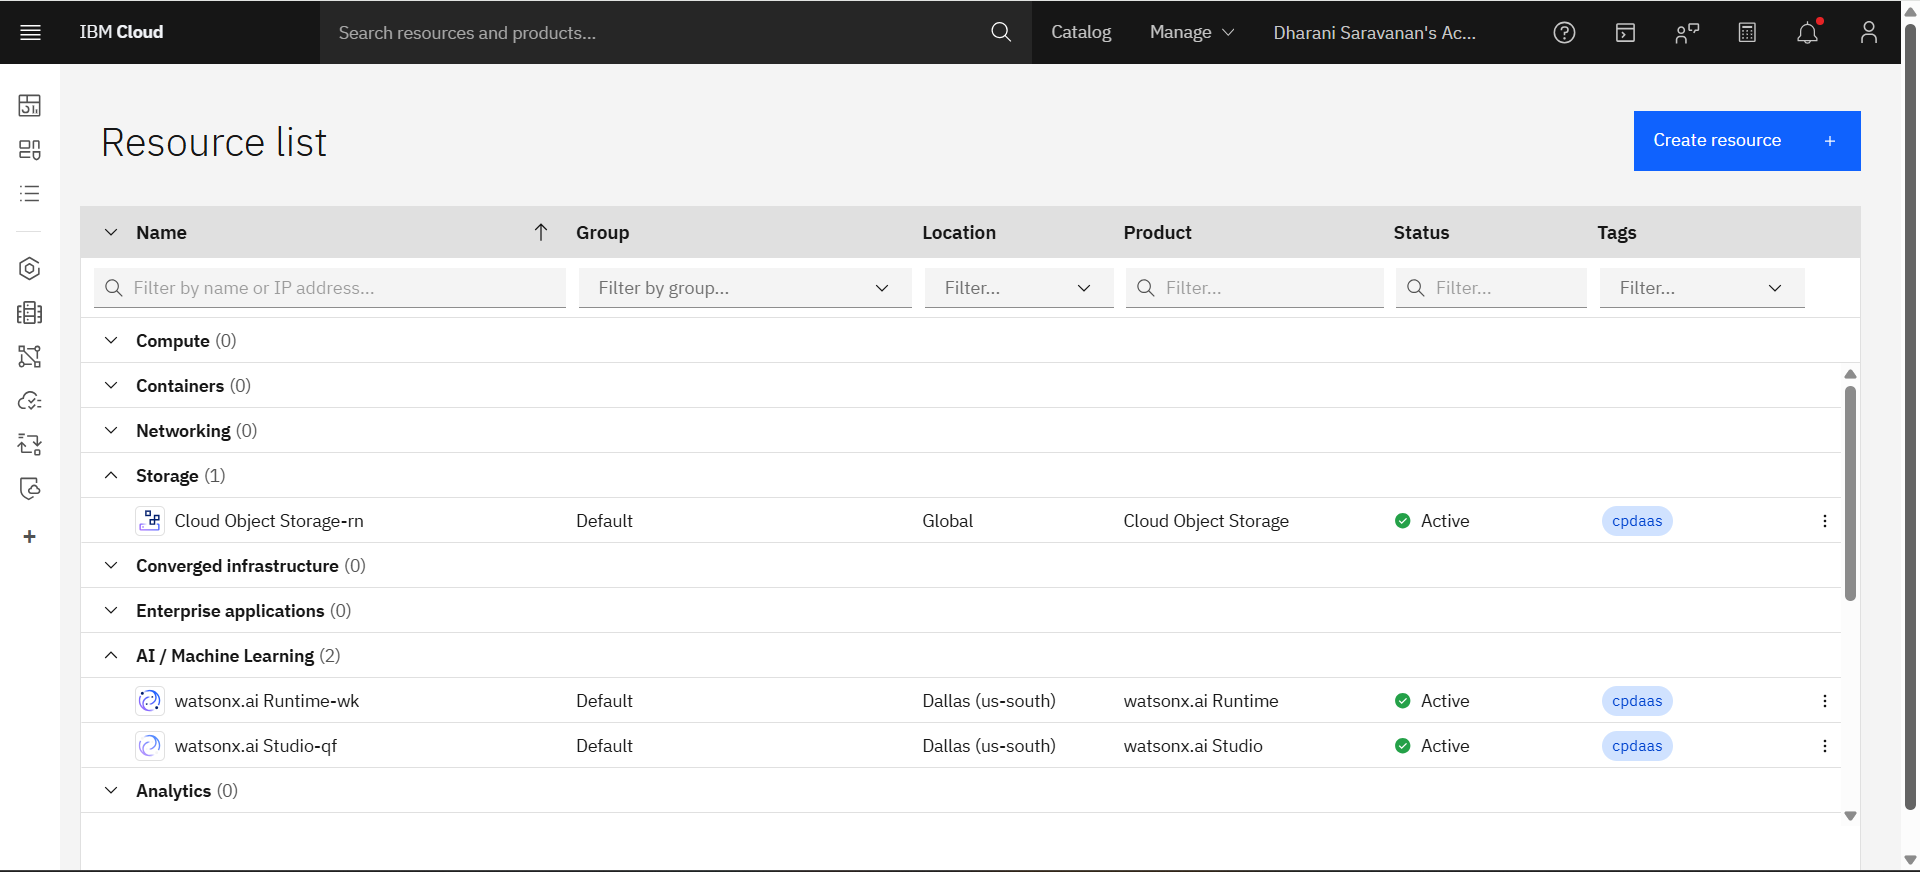 IBM Cloud Search resources and products... Catalog Manage Dharani Saravanan's Ac...
Resource list
Create resource +
Name Group Location Product Status Tags
Filter by name or IP address... Filter by group... Filter... Filter... Filter... Filter...
Compute (0)
Containers (0)
Networking (0)
Storage (1)
Cloud Object Storage-rn Default Global Cloud Object Storage Active cpdaas
Converged infrastructure (0)
Enterprise applications (0)
AI / Machine Learning (2)
watsonx.ai Runtime-wk Default Dallas (us-south) watsonx.ai Runtime Active cpdaas
watsonx.ai Studio-qf Default Dallas (us-south) watsonx.ai Studio Active cpdaas
Analytics (0)